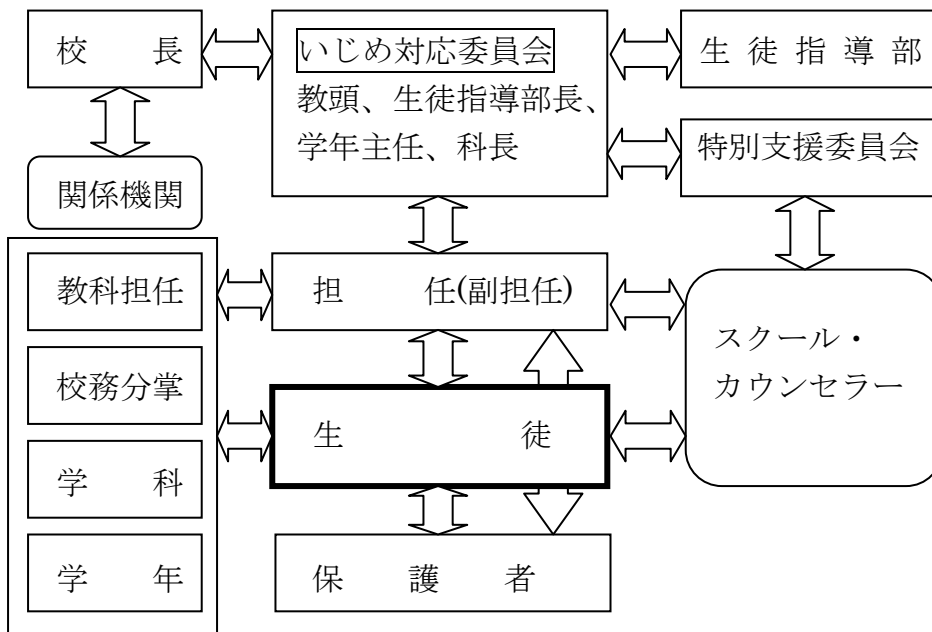 校　　長
いじめ対応委員会
教頭、生徒指導部長、
学年主任、科長
生 徒 指 導 部
特別支援委員会
関係機関
教科担任
担　　　任(副担任)
スクール・
カウンセラー
校務分掌
生　　　　　徒
学　　科
学　　年
保　　護　　者